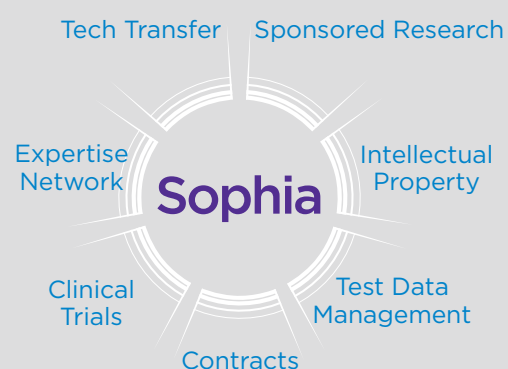 Tech Transfer
Sponsored Research
Expertise
Network
Sophia
Intellectual
Property
Clinical
Trials
Test Data
Management
Contracts